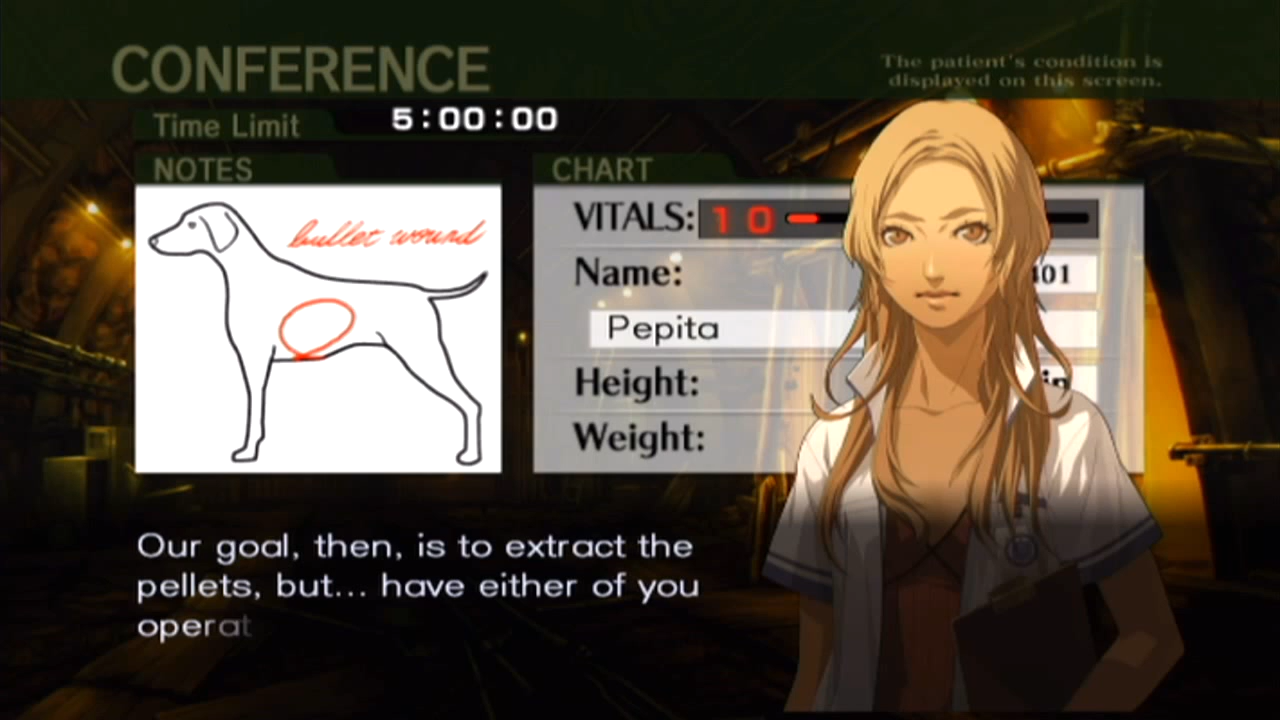 CONFERENCE
The patient's condition is
displayed on this screen.
Time Limit 5:00:00
NOTES
CHART
bullet wound
VITALS: 10
Name:
Pepita
Height:
Weight:
Our goal, then, is to extract the
pellets, but... have either of you
operat